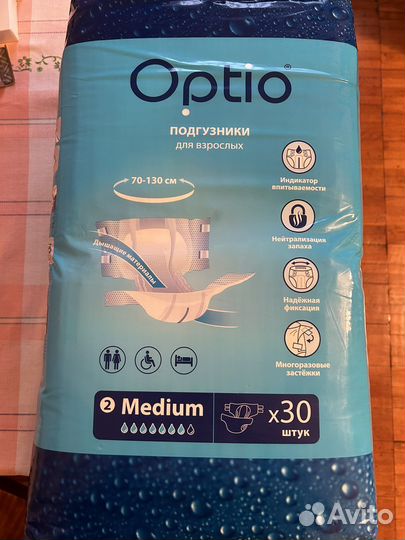 Optio®
ПОДГУЗНИКИ
для взрослых
70-130 см
Дышащие материалы
Индикатор
впитываемости
Нейтрализация
запаха
Надёжная
фиксация
Многоразовые
застёжки
2 Medium
x30
штук
Avito